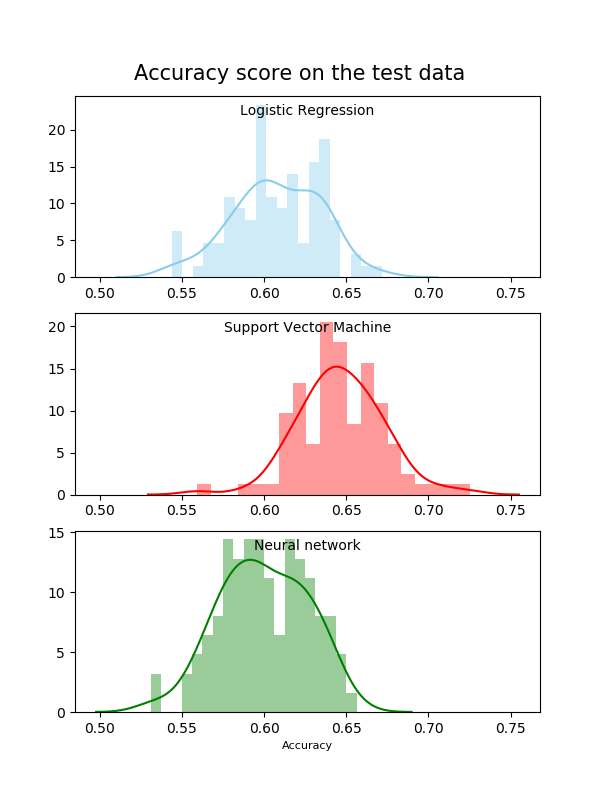 Accuracy score on the test data
Logistic Regression
20
15
10
5
0
0.50 0.55 0.60 0.65 0.70 0.75
Support Vector Machine
20
15
10
5
0
0.50 0.55 0.60 0.65 0.70 0.75
15
Neural network
10
5
0
0.50 0.55 0.60 0.65 0.70 0.75
Accuracy